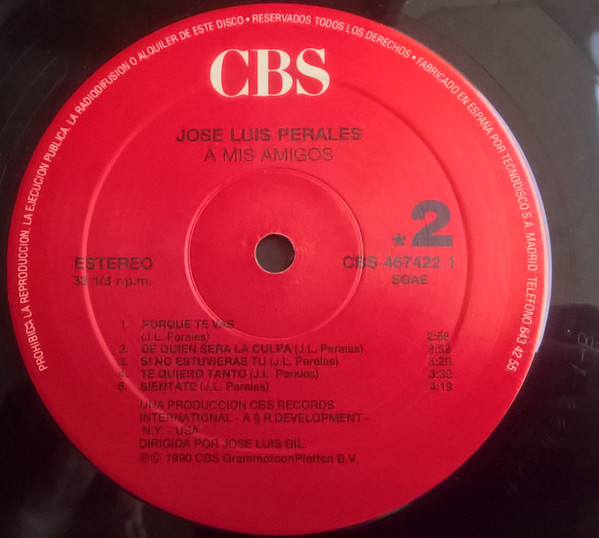 PROHIBIDA LA REPRODUCCION, LA EJECUCION PUBLICA, LA RADIODIFUSION O ALQUILER DE ESTE DISCO • RESERVADOS TODOS LOS DERECHOS • FABRICADO EN ESPAÑA POR TECNODISCO S.A. MADRID. TELEFONO 643 42 55
CBS
JOSE LUIS PERALES
A MIS AMIGOS
*2
ESTEREO CBS 467422 1
33 1/3 r.p.m. SGAE
1. PORQUE TE VAS
(J.L. Perales)
2. DE QUIEN SERA LA CULPA (J.L. Perales)
3. SI NO ESTUVIERAS TU (J.L. Perales)
4. TE QUIERO TANTO (J.L. Perales) 3:30
5. SIENTATE (J.L. Perales) 4:19
UNA PRODUCCION CBS RECORDS
INTERNATIONAL - A § R DEVELOPMENT -
N.Y. - USA
DIRIGIDA POR JOSE LUIS GIL.
℗© 1990 CBS GrammofoonPlatten B.V.